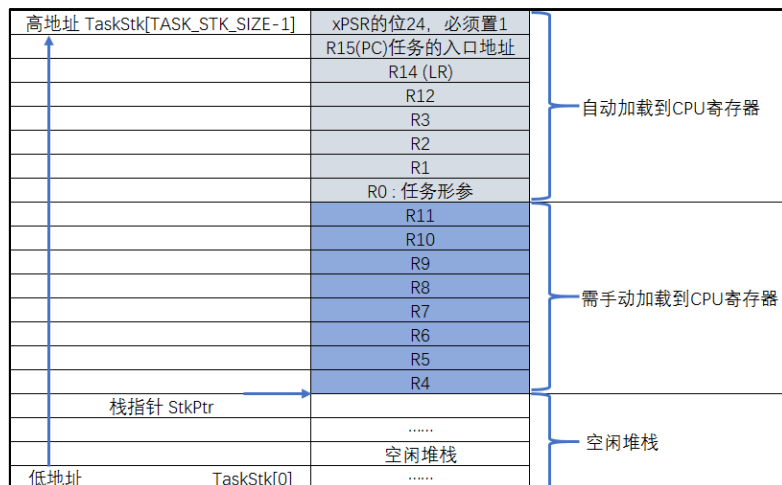 高地址 TaskStk[TASK_STK_SIZE-1] xPSR的位24，必须置1
R15(PC)任务的入口地址
R14 (LR)
R12
R3
R2
R1
R0 : 任务形参
自动加载到CPU寄存器
R11
R10
R9
R8
R7
R6
R5
R4
需手动加载到CPU寄存器
栈指针 StkPtr
......
空闲堆栈
低地址 TaskStk[0] ......
空闲堆栈